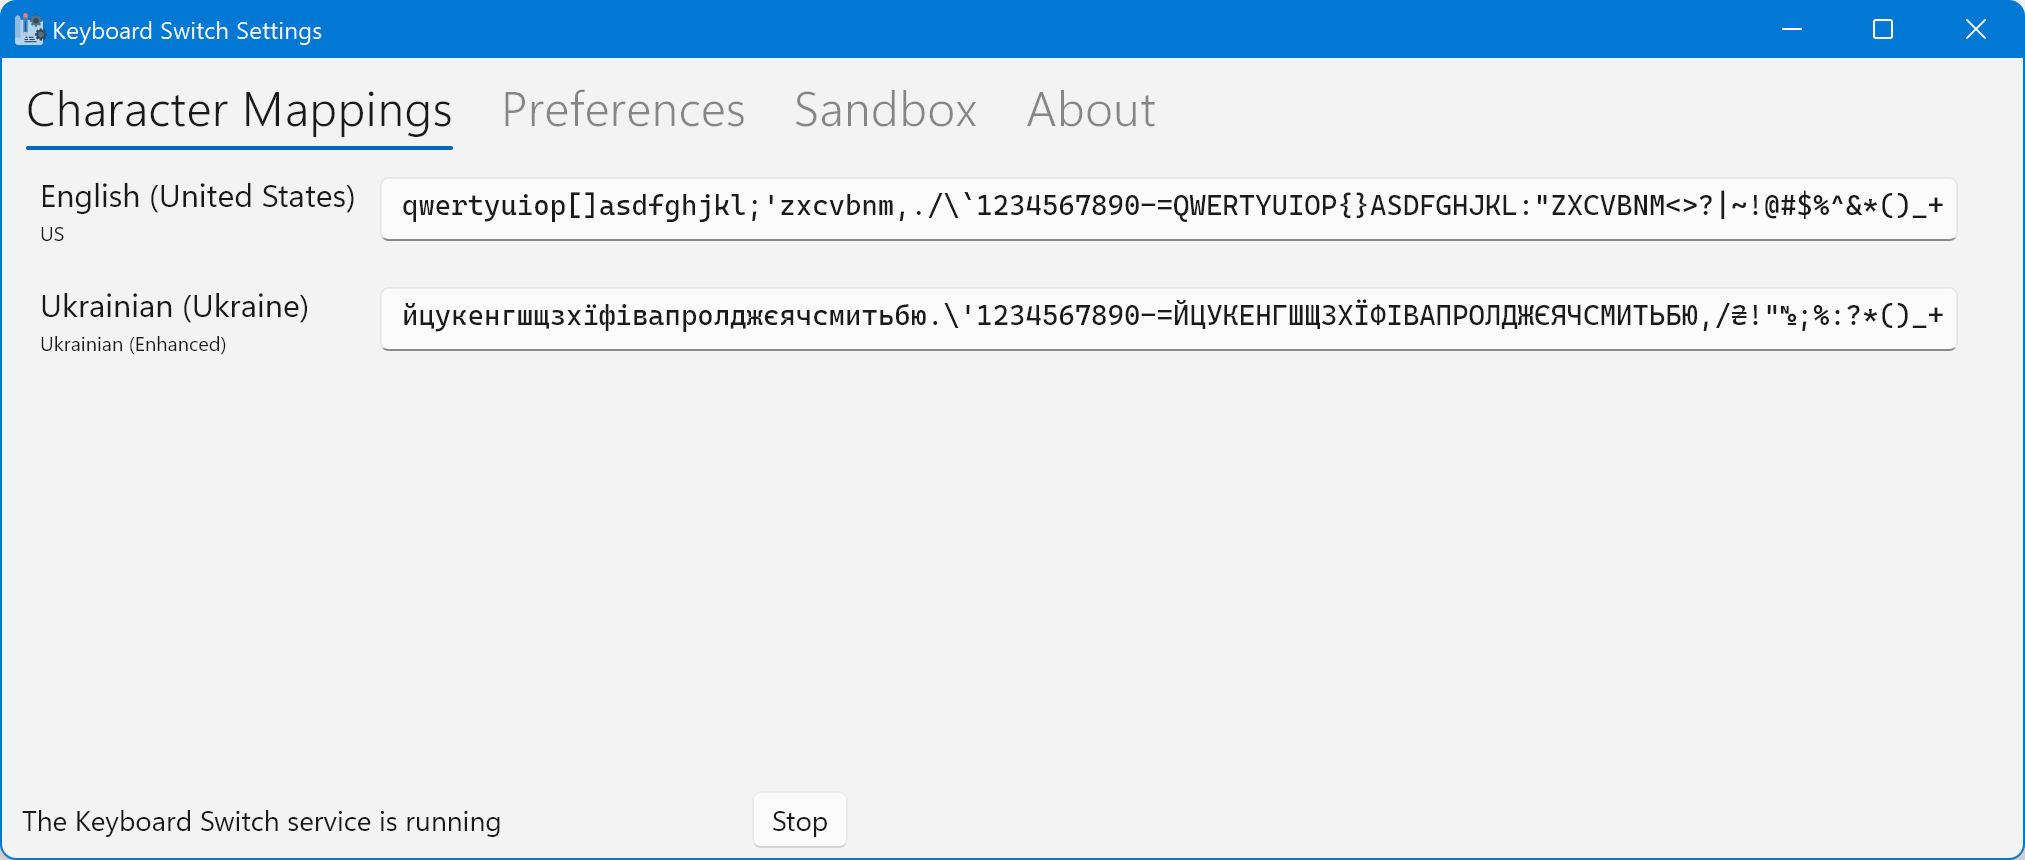 Keyboard Switch Settings
Character Mappings Preferences Sandbox About
English (United States)
qwertyuiop[]asdfghjkl;'zxcvbnm,./\`1234567890-=QWERTYUIOP{}ASDFGHJKL:"ZXCVBNM<>?|~!@#$%^&*()_+
US
Ukrainian (Ukraine)
йцукенгшщзхїфівапролджєячсмитьбю.\'1234567890-=ЙЦУКЕНГШЩЗХЇФІВАПРОЛДЖЄЯЧСМИТЬБЮ,/₴!"№;%:?*()_+
Ukrainian (Enhanced)
The Keyboard Switch service is running
Stop